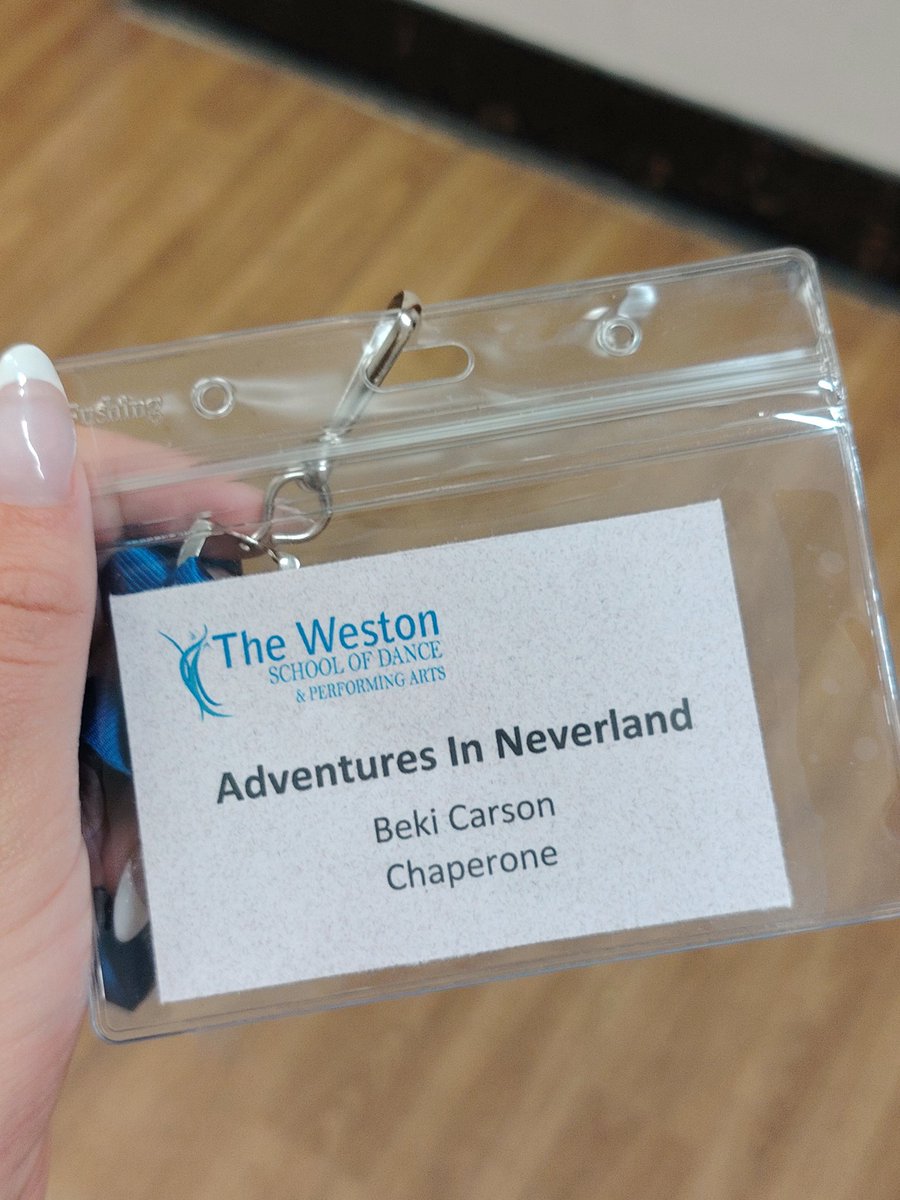 The Weston
SCHOOL OF DANCE
& PERFORMING ARTS
Adventures In Neverland
Beki Carson
Chaperone